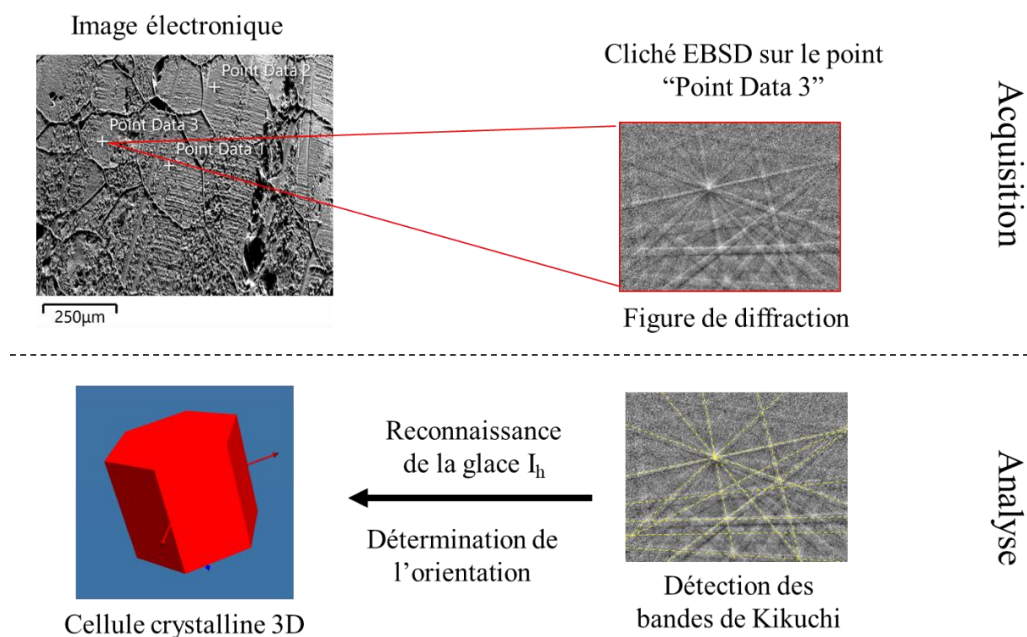 Image électronique
Point Data 2
Point Data 3
Point Data 1
250µm
Cliché EBSD sur le point
“Point Data 3”
Figure de diffraction
Acquisition
Cellule crystalline 3D
Reconnaissance
de la glace Iₕ
Détermination de
l’orientation
Détection des
bandes de Kikuchi
Analyse